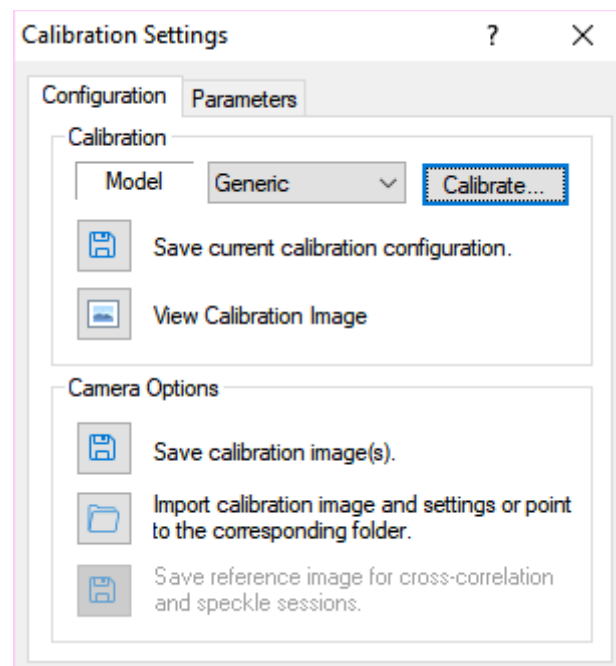 Calibration Settings ?
Configuration Parameters
Calibration
Model Generic Calibrate...
Save current calibration configuration.
View Calibration Image
Camera Options
Save calibration image(s).
Import calibration image and settings or point
to the corresponding folder.
Save reference image for cross-correlation
and speckle sessions.